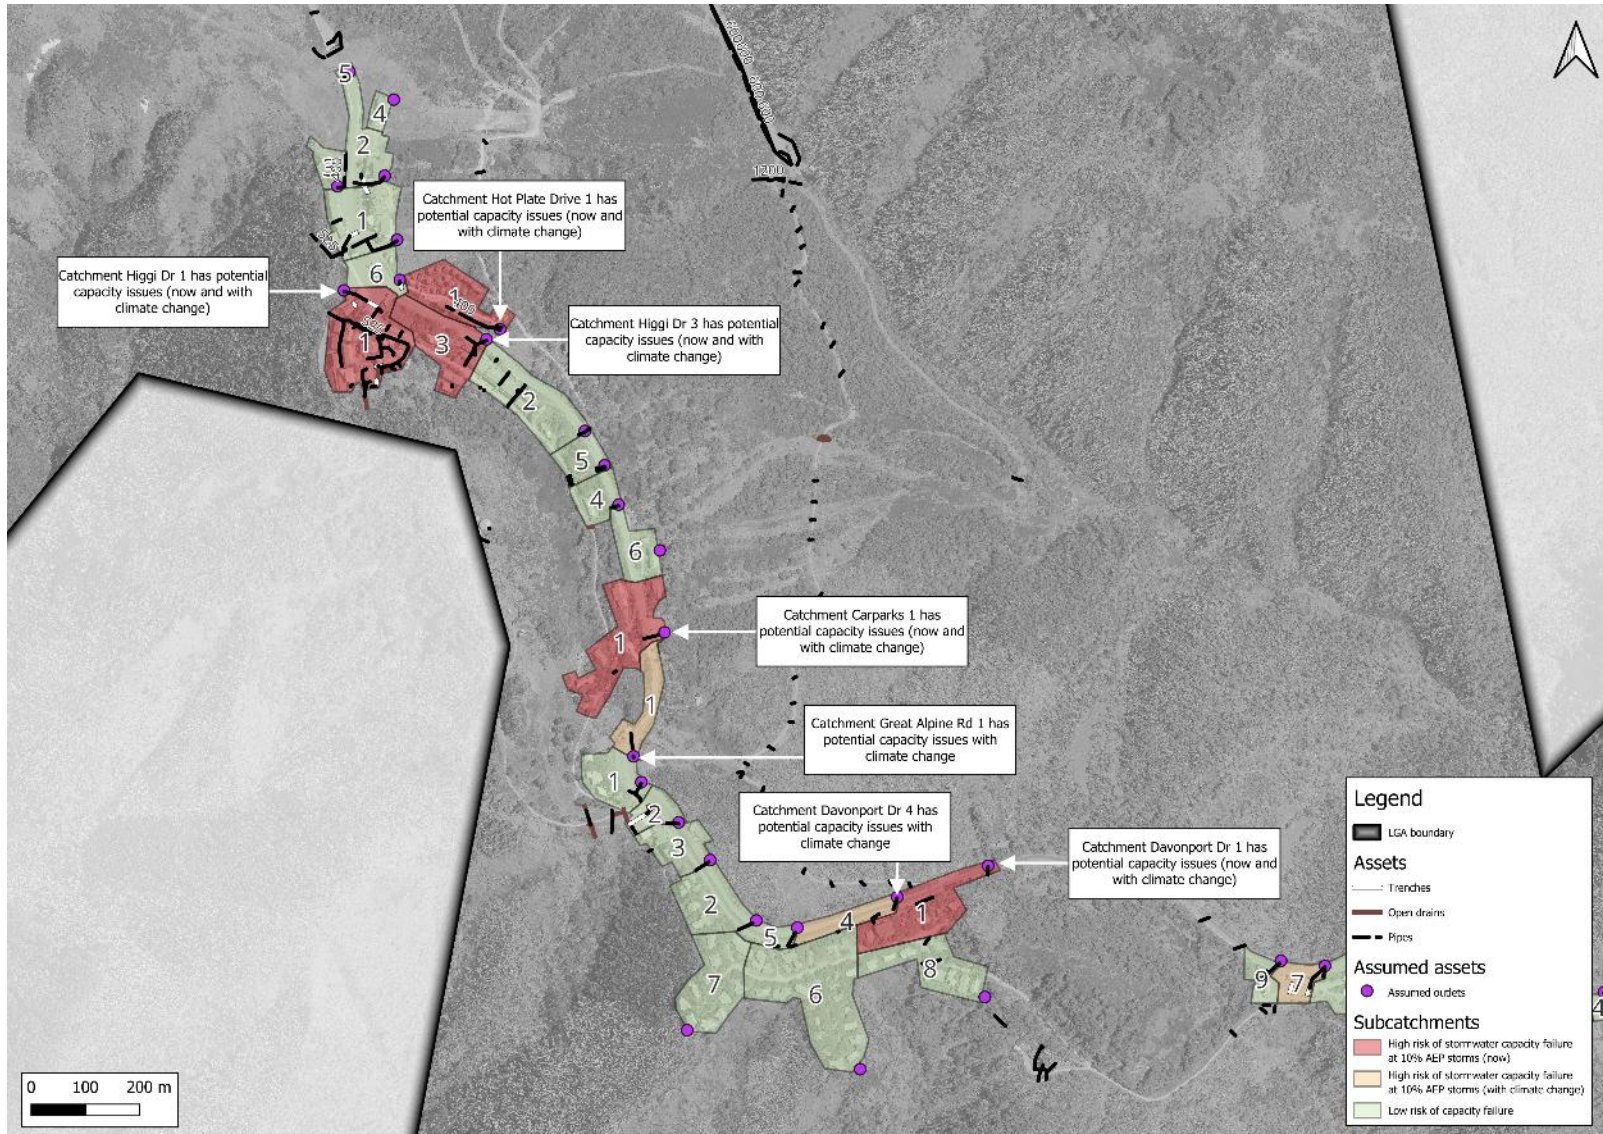 5
4
2
1200
1
6
Catchment Hot Plate Drive 1 has
potential capacity issues (now and
with climate change)
Catchment Higgi Dr 1 has potential
capacity issues (now and with
climate change)
1
400
525
1
3
Catchment Higgi Dr 3 has potential
capacity issues (now and with
climate change)
2
5
4
6
Catchment Carparks 1 has
potential capacity issues (now and
with climate change)
1
1
Catchment Great Alpine Rd 1 has
potential capacity issues with
climate change
1
2
3
Catchment Davonport Dr 4 has
potential capacity issues with
climate change
Catchment Davonport Dr 1 has
potential capacity issues (now and
with climate change)
2
5
4
1
7
6
8
9
7
4
0 100 200 m
Legend
LGA boundary
Assets
Trenches
Open drains
Pipes
Assumed assets
Assumed outlets
Subcatchments
High risk of stormwater capacity failure
at 10% AEP storms (now)
High risk of stormwater capacity failure
at 10% AEP storms (with climate change)
Low risk of capacity failure